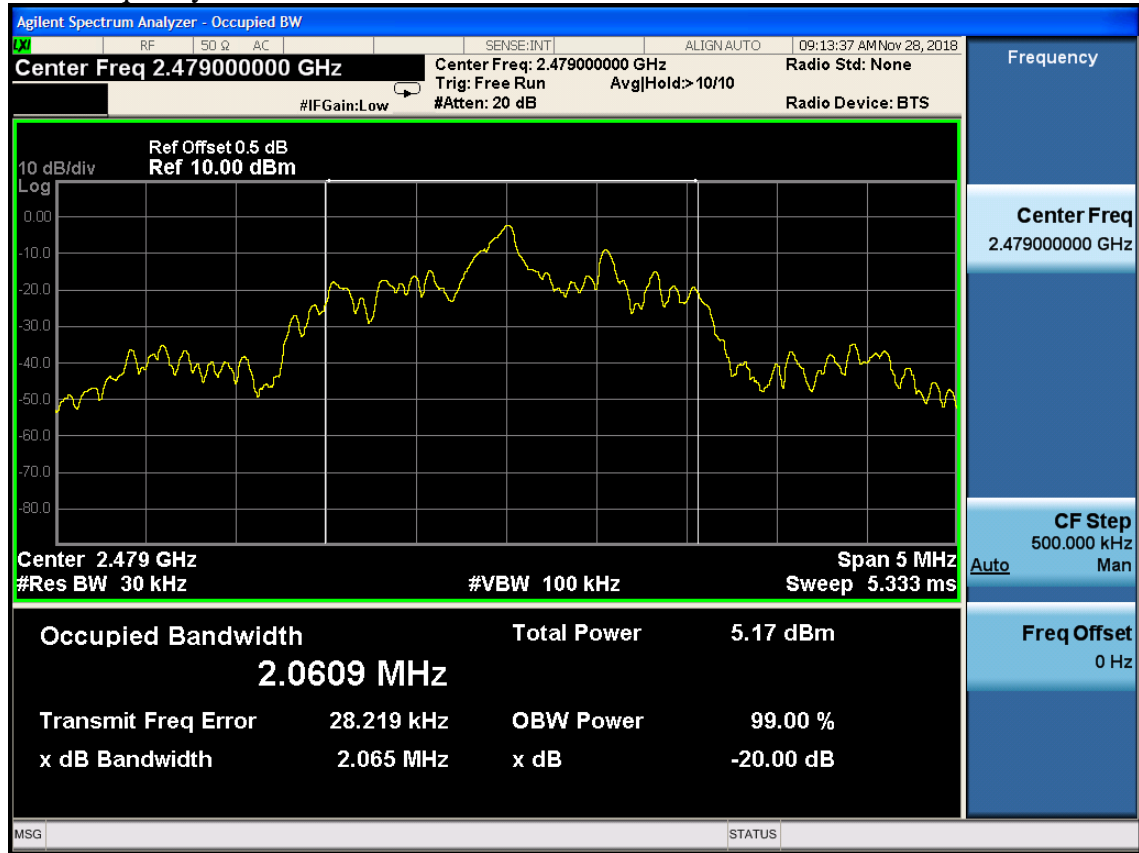 Agilent Spectrum Analyzer - Occupied BW
LXI RF 50 Ω AC SENSE:INT ALIGN AUTO 09:13:37 AM Nov 28, 2018
Center Freq 2.479000000 GHz
Center Freq: 2.479000000 GHz
Radio Std: None
Trig: Free Run Avg|Hold:> 10/10
#IFGain:Low
#Atten: 20 dB
Radio Device: BTS
Ref Offset 0.5 dB
10 dB/div Ref 10.00 dBm
Log
0.00
-10.0
-20.0
-30.0
-40.0
-50.0
-60.0
-70.0
-80.0
Center 2.479 GHz Span 5 MHz
#Res BW 30 kHz #VBW 100 kHz Sweep 5.333 ms
Occupied Bandwidth Total Power 5.17 dBm
2.0609 MHz
Transmit Freq Error 28.219 kHz OBW Power 99.00 %
x dB Bandwidth 2.065 MHz x dB -20.00 dB
Frequency
Center Freq
2.479000000 GHz
CF Step
500.000 kHz
Auto Man
Freq Offset
0 Hz
MSG STATUS